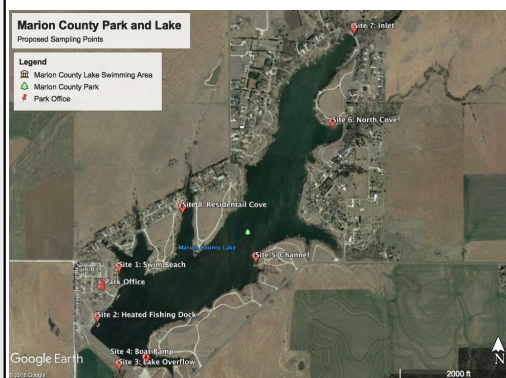 Marion County Park and Lake
Proposed Sampling Points
Legend
Marion County Lake Swimming Area
Marion County Park
Park Office
Site 7: Inlet
Site 6: North Cove
Site 8: Residentail Cove
Marion County Lake
Site 5: Channel
Site 1: Swim Beach
Park Office
Site 2: Heated Fishing Dock
Site 4: Boat Ramp
Site 3: Lake Overflow
Google Earth
© 2018 Google
N
2000 ft